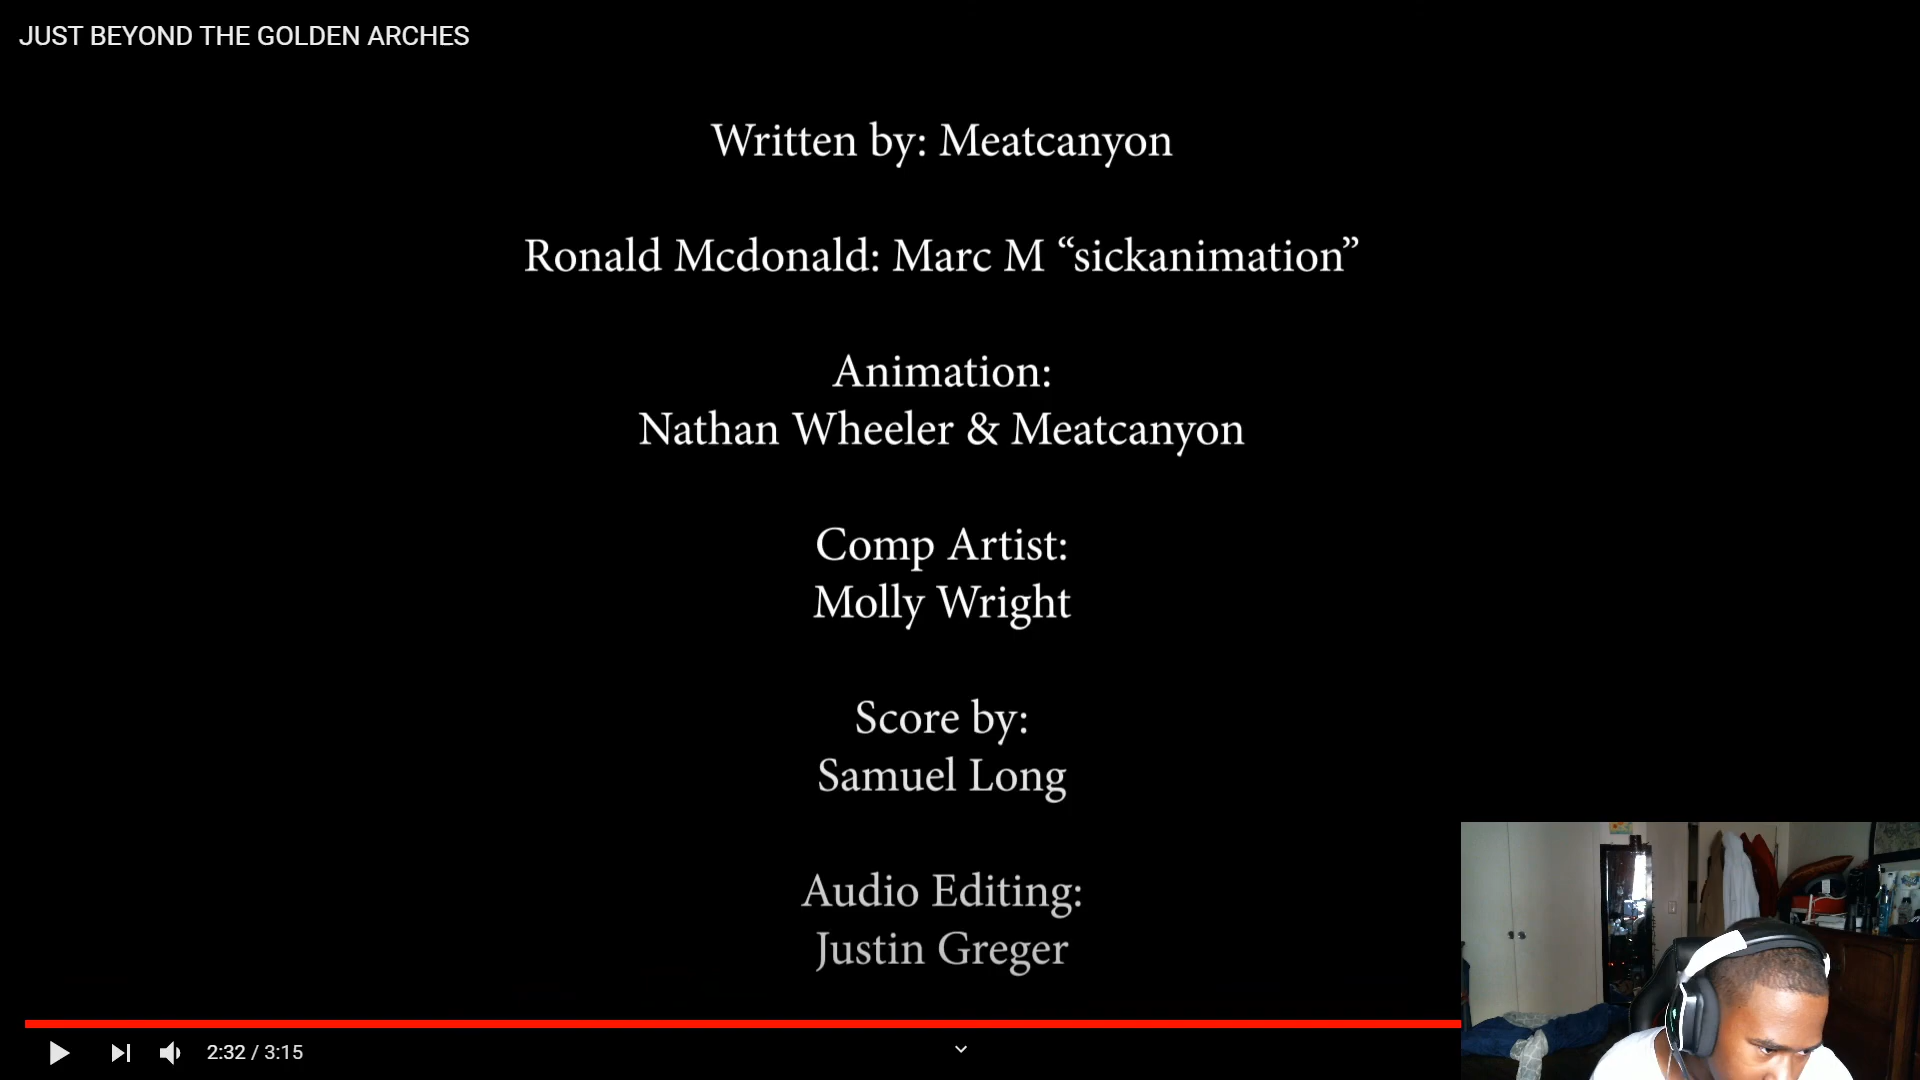 JUST BEYOND THE GOLDEN ARCHES
Written by: Meatcanyon
Ronald Mcdonald: Marc M “sickanimation”
Animation:
Nathan Wheeler & Meatcanyon
Comp Artist:
Molly Wright
Score by:
Samuel Long
Audio Editing:
Justin Greger
2:32 / 3:15